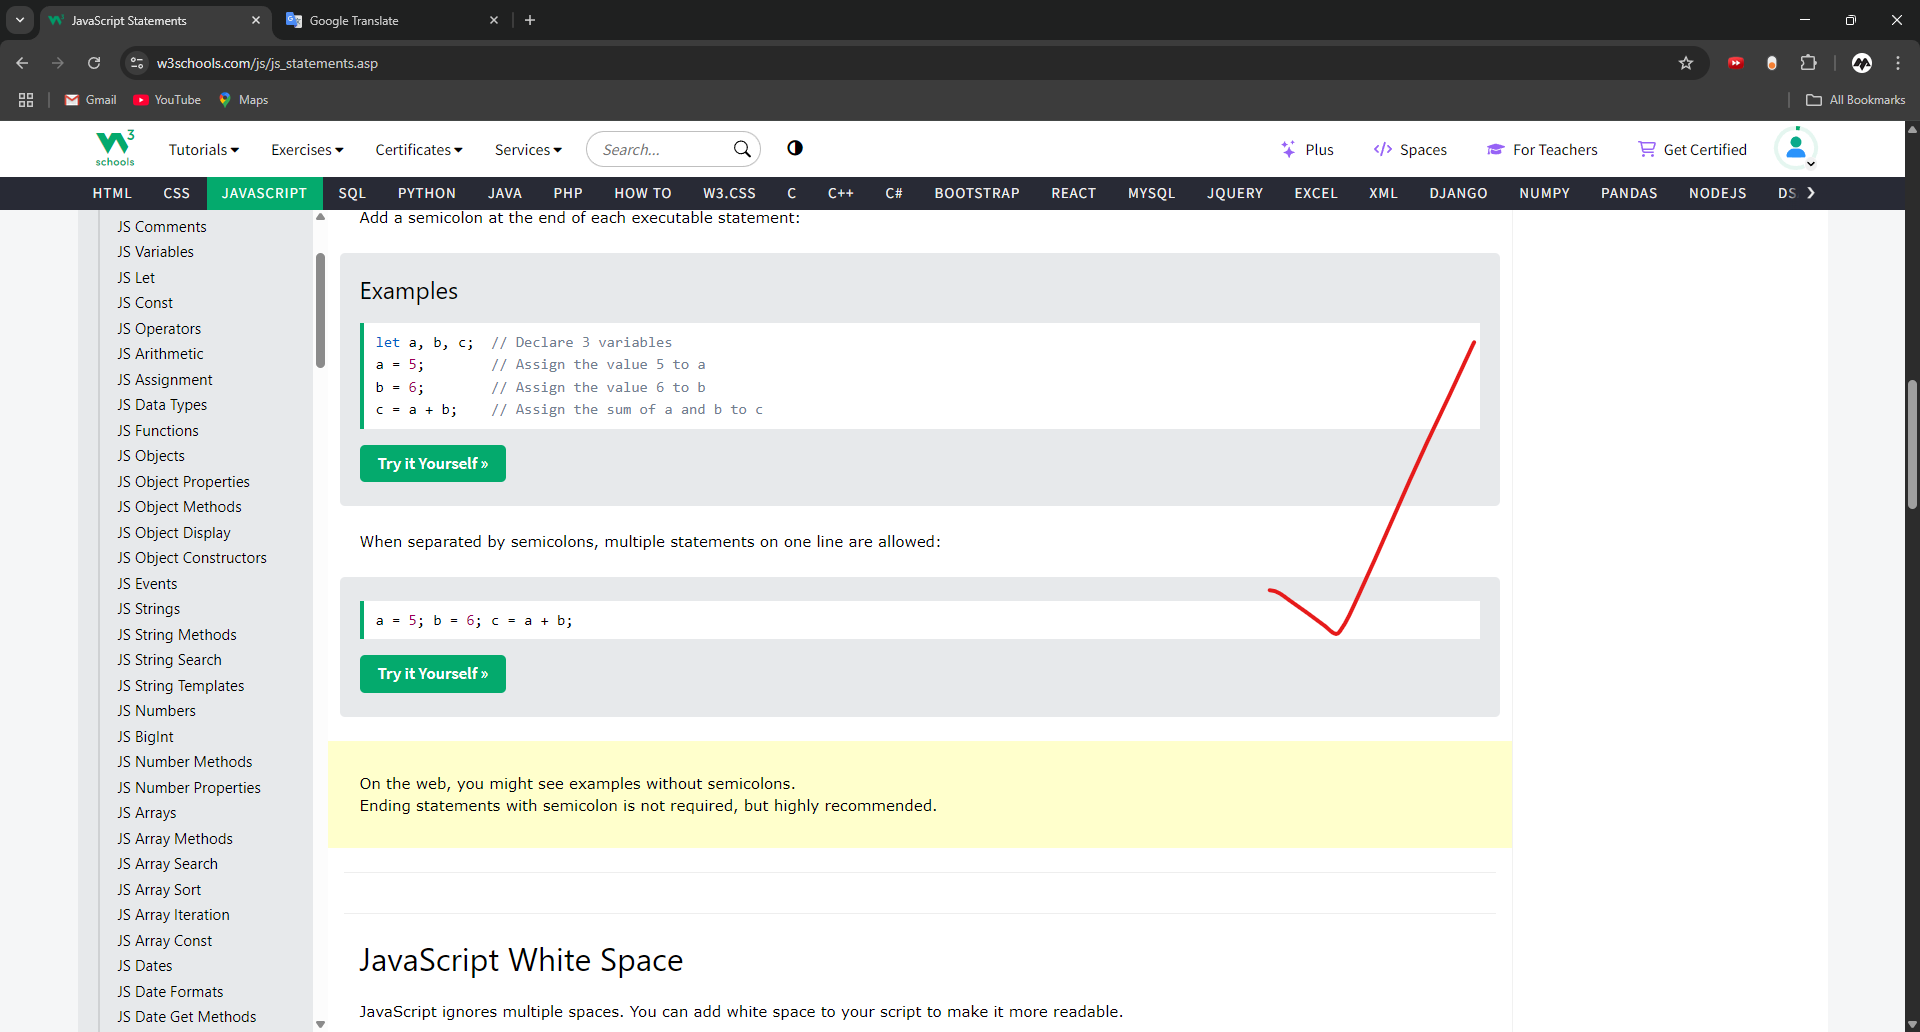 JavaScript Statements
Google Translate
w3schools.com/js/js_statements.asp
Gmail
YouTube
Maps
All Bookmarks
W3 schools
Tutorials
Exercises
Certificates
Services
Search...
Plus
Spaces
For Teachers
Get Certified
HTML CSS JAVASCRIPT SQL PYTHON JAVA PHP HOW TO W3.CSS C C++ C# BOOTSTRAP REACT MYSQL JQUERY EXCEL XML DJANGO NUMPY PANDAS NODEJS DS
JS Comments
JS Variables
JS Let
JS Const
JS Operators
JS Arithmetic
JS Assignment
JS Data Types
JS Functions
JS Objects
JS Object Properties
JS Object Methods
JS Object Display
JS Object Constructors
JS Events
JS Strings
JS String Methods
JS String Search
JS String Templates
JS Numbers
JS BigInt
JS Number Methods
JS Number Properties
JS Arrays
JS Array Methods
JS Array Search
JS Array Sort
JS Array Iteration
JS Array Const
JS Dates
JS Date Formats
JS Date Get Methods
Add a semicolon at the end of each executable statement:
Examples
let a, b, c;  // Declare 3 variables
a = 5;        // Assign the value 5 to a
b = 6;        // Assign the value 6 to b
c = a + b;    // Assign the sum of a and b to c
Try it Yourself »
When separated by semicolons, multiple statements on one line are allowed:
a = 5; b = 6; c = a + b;
Try it Yourself »
On the web, you might see examples without semicolons.
Ending statements with semicolon is not required, but highly recommended.
JavaScript White Space
JavaScript ignores multiple spaces. You can add white space to your script to make it more readable.